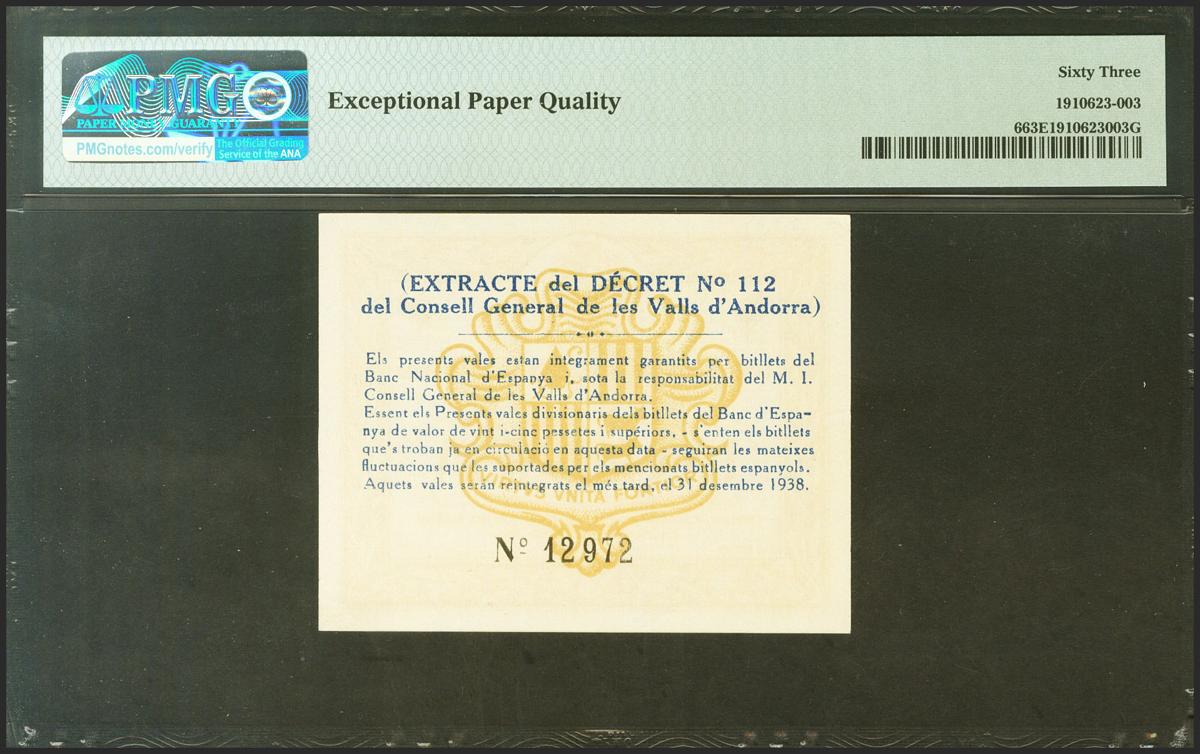 PMG
PAPER MONEY GUARANTY
PMGnotes.com/verify
The Official Grading
Service of the ANA
Exceptional Paper Quality
Sixty Three
1910623-003
663E1910623003G
(EXTRACTE del DÉCRET Nº 112
del Consell General de les Valls d'Andorra)
Els presents vales estan integrament garantits per bitllets del
Banc Nacional d'Espanya i, sota la responsabilitat del M. I.
Consell General de les Valls d'Andorra.
Essent els Presents vales divisionaris dels bitllets del Banc d'Espa-
nya de valor de vint i-cinc pessetes i supériors, - s'enten els bitllets
que's troban ja en circulació en aquesta data - seguiran les mateixes
fluctuacions que les suportades per els mencionats bitllets espanyols.
Aquets vales serán reintegrats el més tard, el 31 desembre 1938.
VIRTVS VNITA FORTIOR
Nº 12972